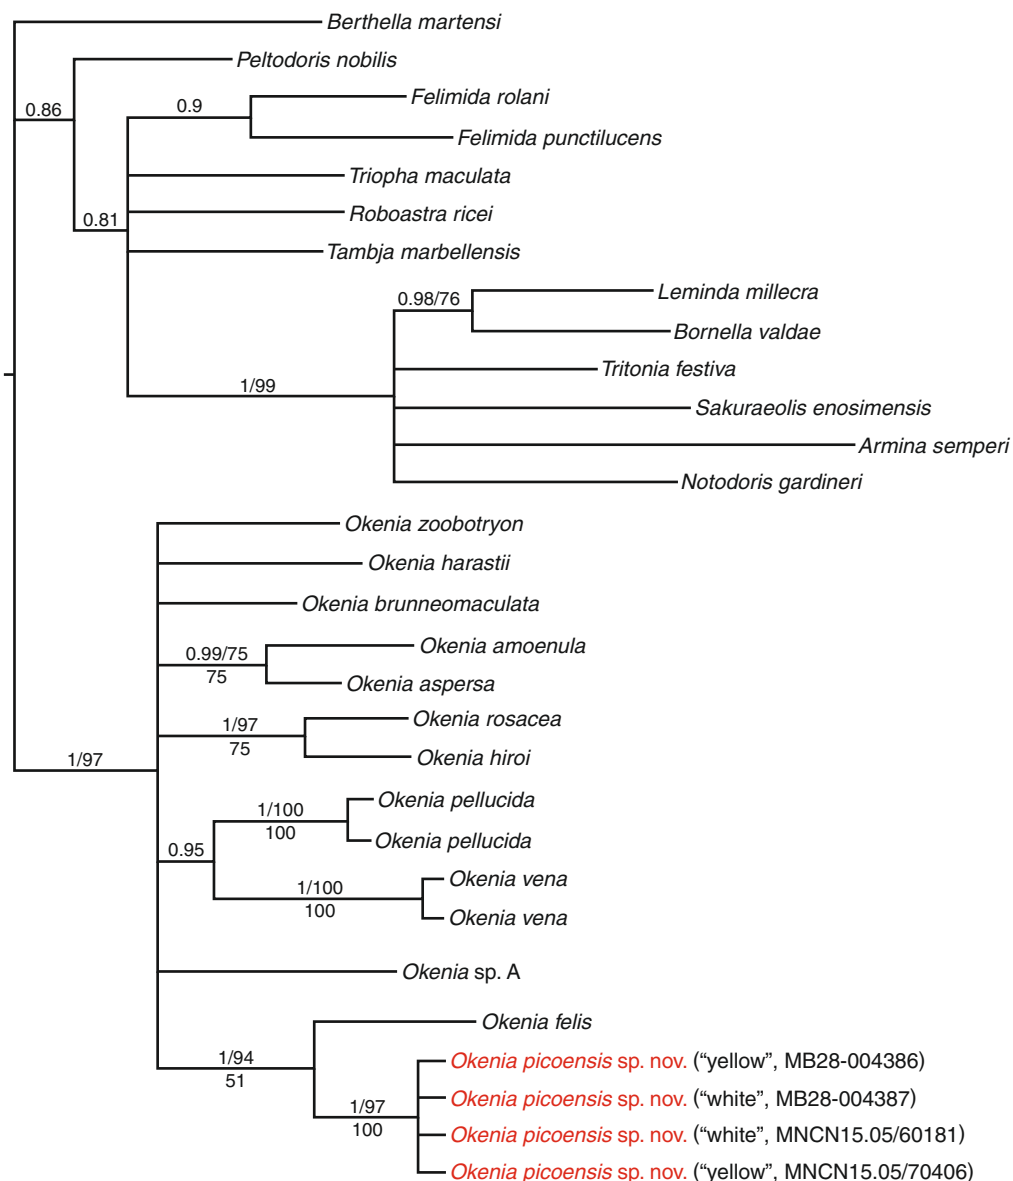 Berthella martensi
Peltodoris nobilis
0.86
Felimida rolani
0.9
Felimida punctilucens
Triopha maculata
Roboastra ricei
0.81
Tambja marbellensis
Leminda millecra
0.98/76
Bornella valdae
Tritonia festiva
1/99
Sakuraeolis enosimensis
Armina semperi
Notodoris gardineri
Okenia zoobotryon
Okenia harastii
Okenia brunneomaculata
Okenia amoenula
0.99/75
75
Okenia aspersa
Okenia rosacea
1/97
75
Okenia hiroi
1/97
Okenia pellucida
1/100
100
Okenia pellucida
0.95
Okenia vena
1/100
100
Okenia vena
Okenia sp. A
Okenia felis
1/94
51
Okenia picoensis sp. nov. (“yellow”, MB28-004386)
Okenia picoensis sp. nov. (“white”, MB28-004387)
1/97
100
Okenia picoensis sp. nov. (“white”, MNCN15.05/60181)
Okenia picoensis sp. nov. (“yellow”, MNCN15.05/70406)